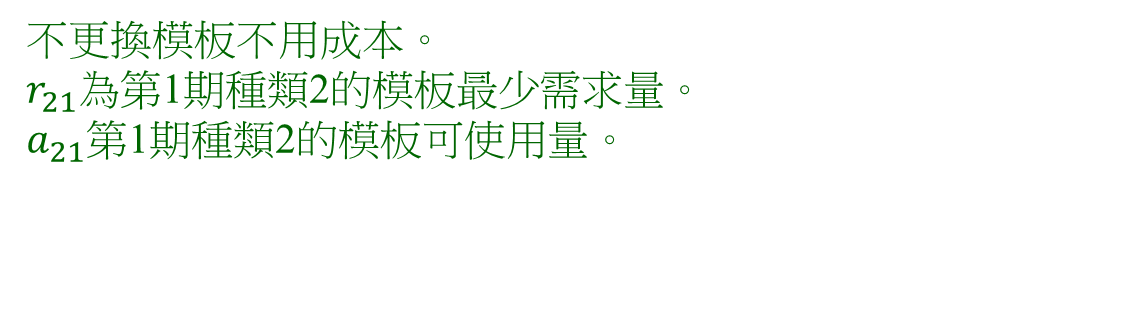 不更換模板不用成本。
r₂₁為第1期種類2的模板最少需求量。
a₂₁第1期種類2的模板可使用量。